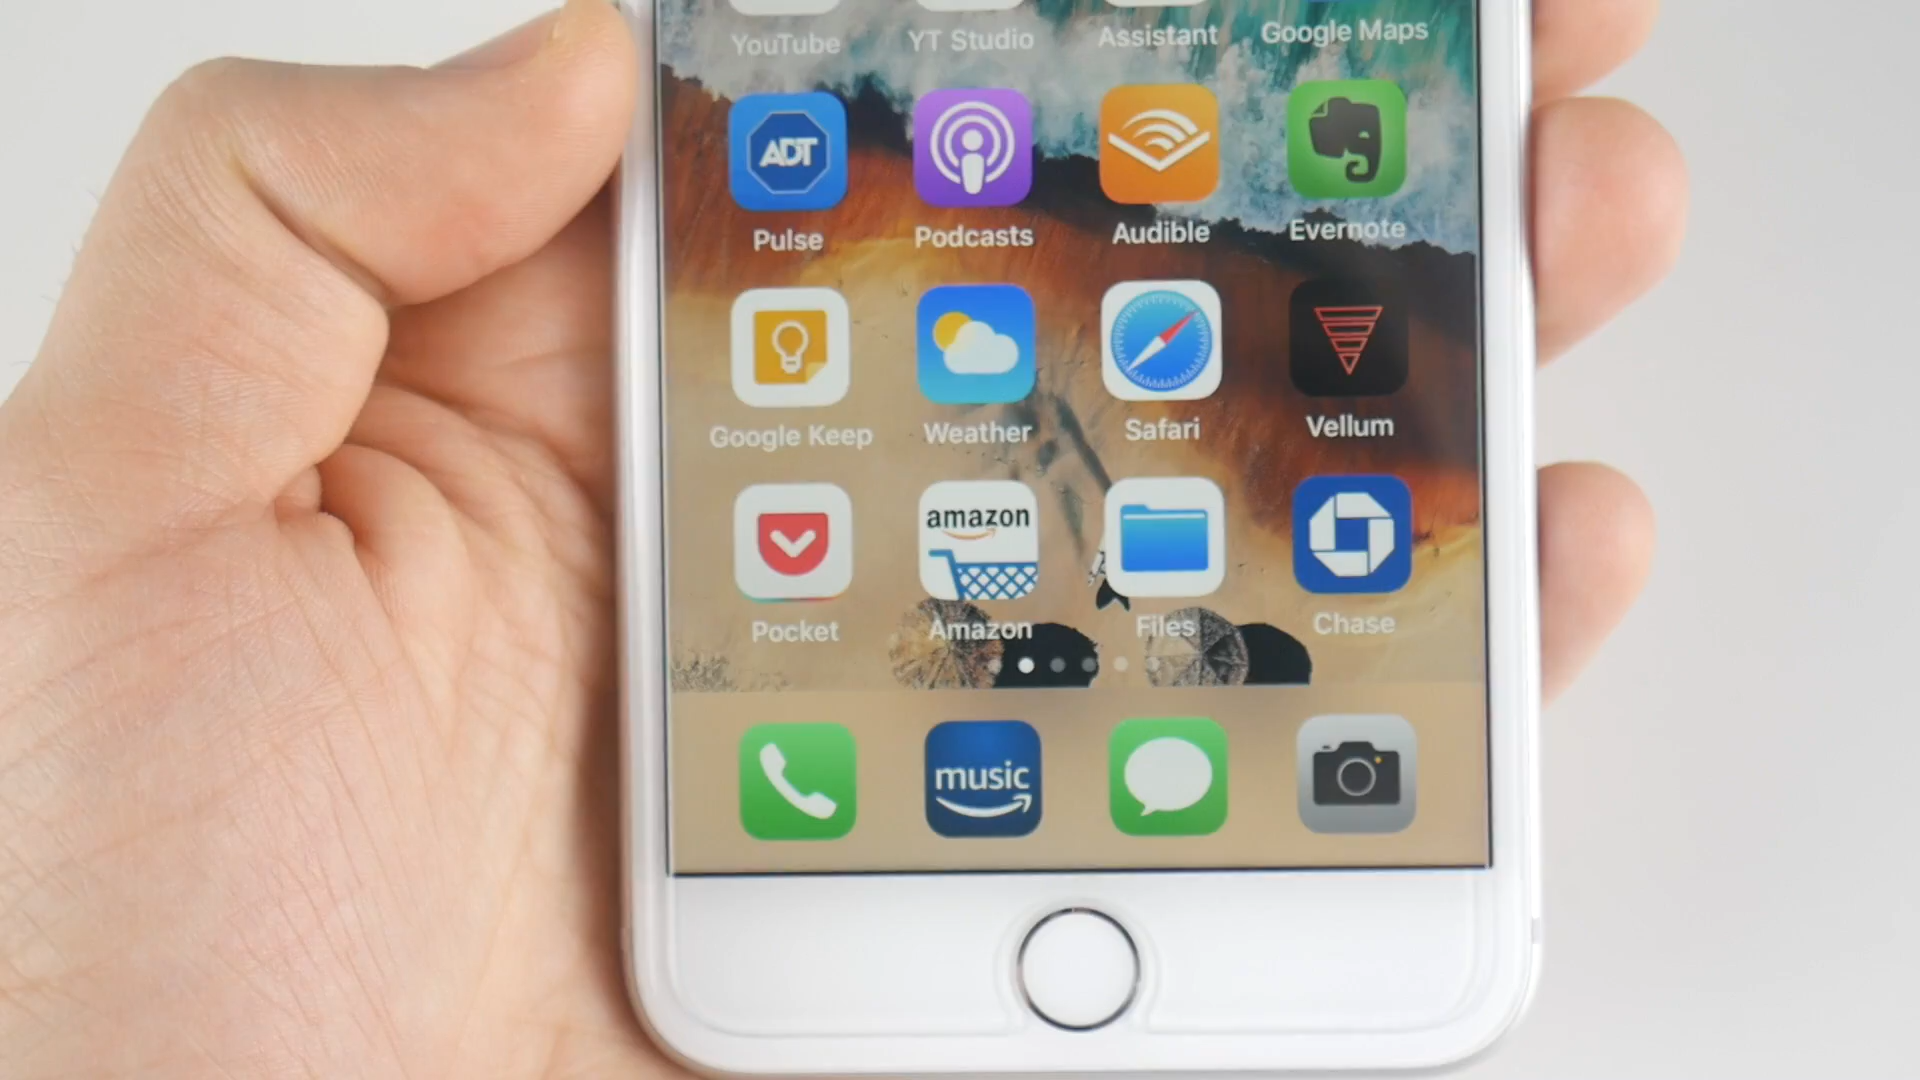 YouTube YT Studio Assistant Google Maps
ADT
Pulse Podcasts Audible Evernote
Google Keep Weather Safari Vellum
amazon
Pocket Amazon Files Chase
music